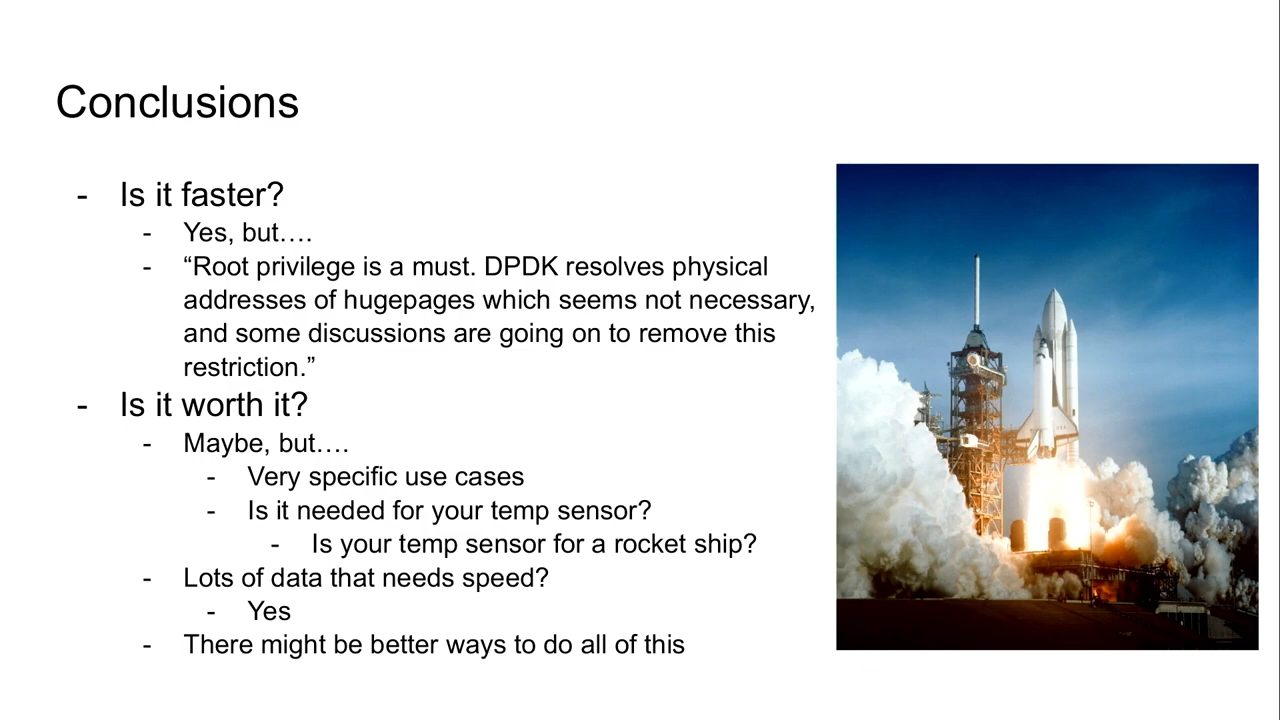 Conclusions
- Is it faster?
- Yes, but….
- “Root privilege is a must. DPDK resolves physical
addresses of hugepages which seems not necessary,
and some discussions are going on to remove this
restriction.”
- Is it worth it?
- Maybe, but….
- Very specific use cases
- Is it needed for your temp sensor?
- Is your temp sensor for a rocket ship?
- Lots of data that needs speed?
- Yes
- There might be better ways to do all of this